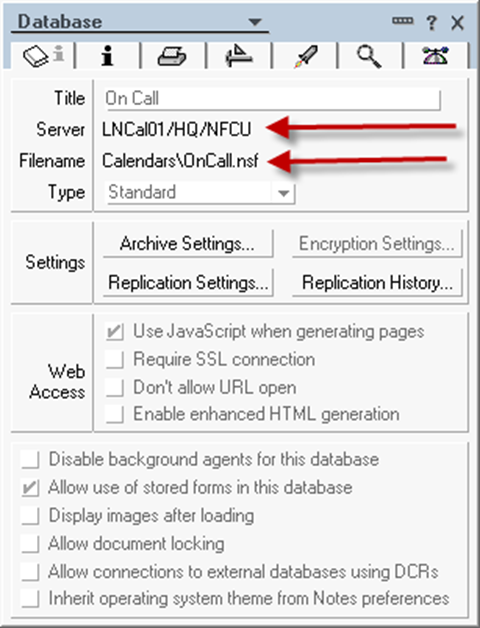 Database
?
Title On Call
Server LNCal01/HQ/NFCU
Filename Calendars\OnCall.nsf
Type Standard
Settings
Archive Settings... Encryption Settings...
Replication Settings... Replication History...
Web Access
Use JavaScript when generating pages
Require SSL connection
Don't allow URL open
Enable enhanced HTML generation
Disable background agents for this database
Allow use of stored forms in this database
Display images after loading
Allow document locking
Allow connections to external databases using DCRs
Inherit operating system theme from Notes preferences